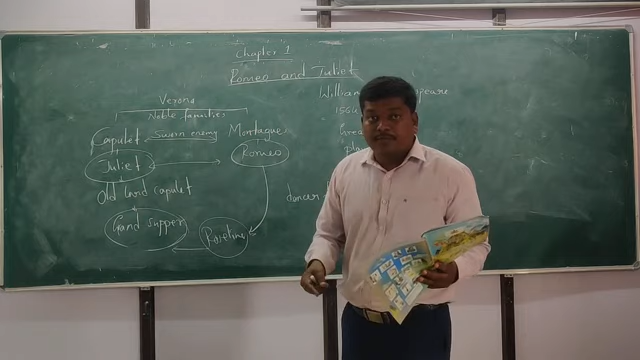 Chapter 1
Romeo and Juliet
William
peare
1564
Verona
Noble families
Capulet Sworn enemy Montague
Juliet Romeo
Old Lord capulet
dancer
Grand supper